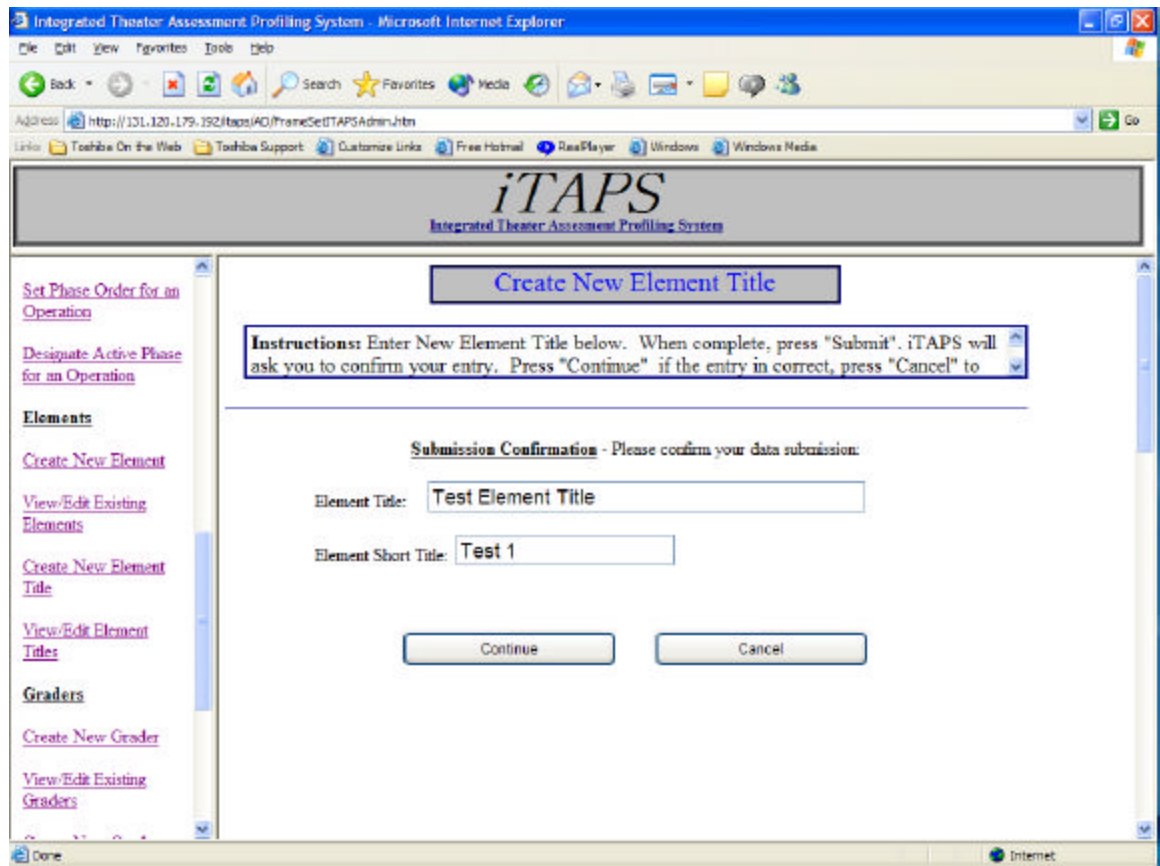 Integrated Theater Assessment Profiling System - Microsoft Internet Explorer
File Edit View Favorites Tools Help
Back Search Favorites Media
Address http://131.120.179.192/itaps/AO/FrameSetITAPSAdmin.htm Go
Links Toshiba On the Web Toshiba Support Customize Links Free Hotmail RealPlayer Windows Windows Media
iTAPS
Integrated Theater Assessment Profiling System
Set Phase Order for an
Operation
Designate Active Phase
for an Operation
Elements
Create New Element
View/Edit Existing
Elements
Create New Element
Title
View/Edit Element
Titles
Graders
Create New Grader
View/Edit Existing
Graders
Create New Element Title
Instructions: Enter New Element Title below. When complete, press "Submit". iTAPS will
ask you to confirm your entry. Press "Continue" if the entry in correct, press "Cancel" to
Submission Confirmation - Please confirm your data submission:
Element Title: Test Element Title
Element Short Title: Test 1
Continue Cancel
Done Internet